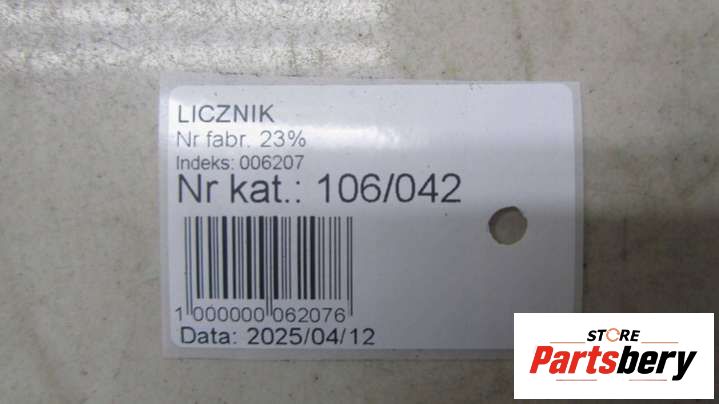 LICZNIK
Nr fabr. 23%
Indeks: 006207
Nr kat.: 106/042
1 000000 062076
Data: 2025/04/12
STORE
Partsbery